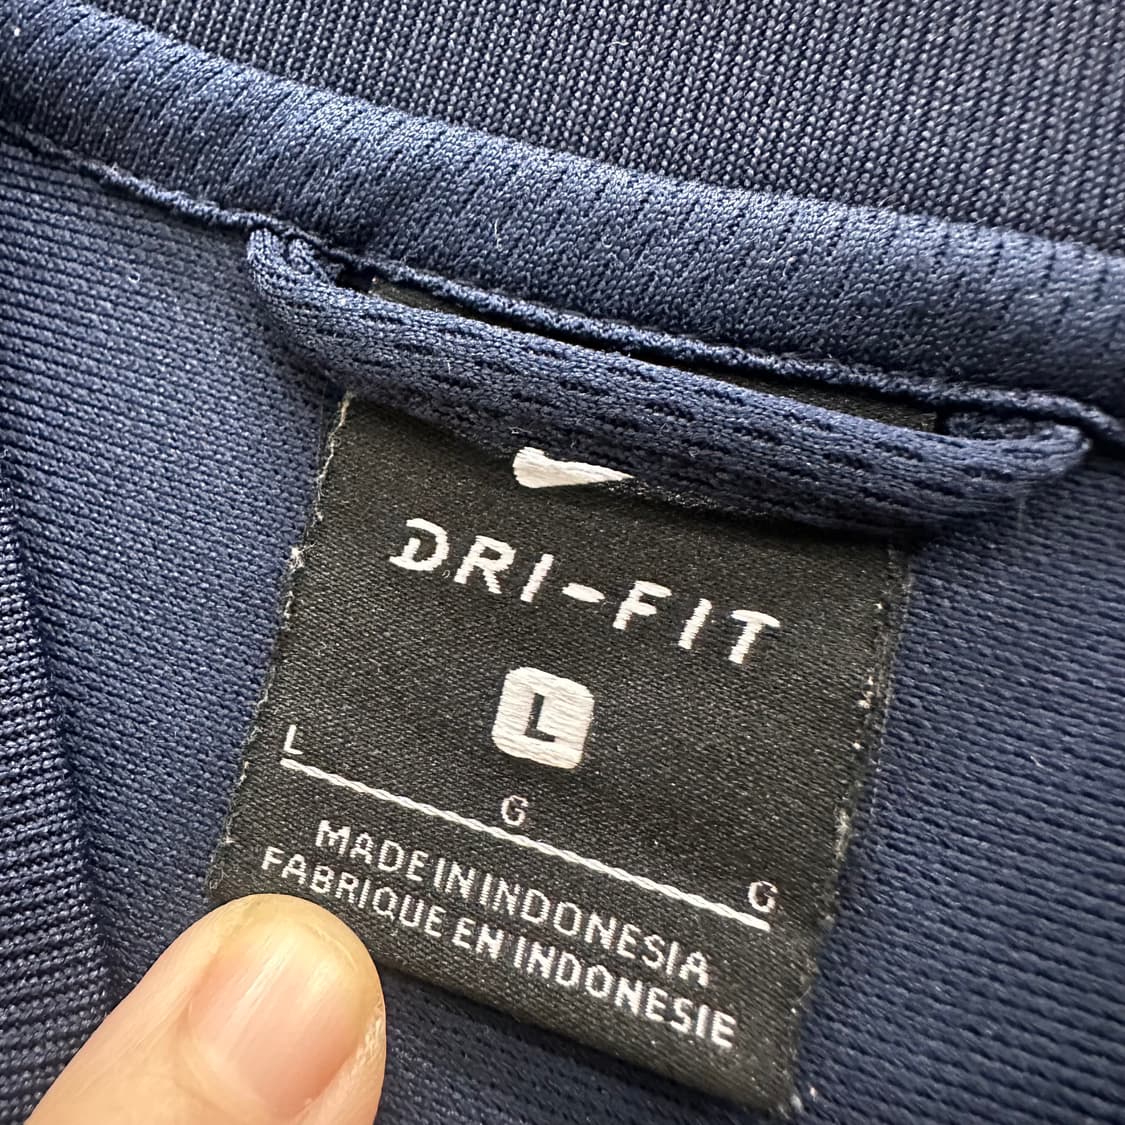 DRI-FIT
L
L G G
MADE IN INDONESIA
FABRIQUE EN INDONESIE